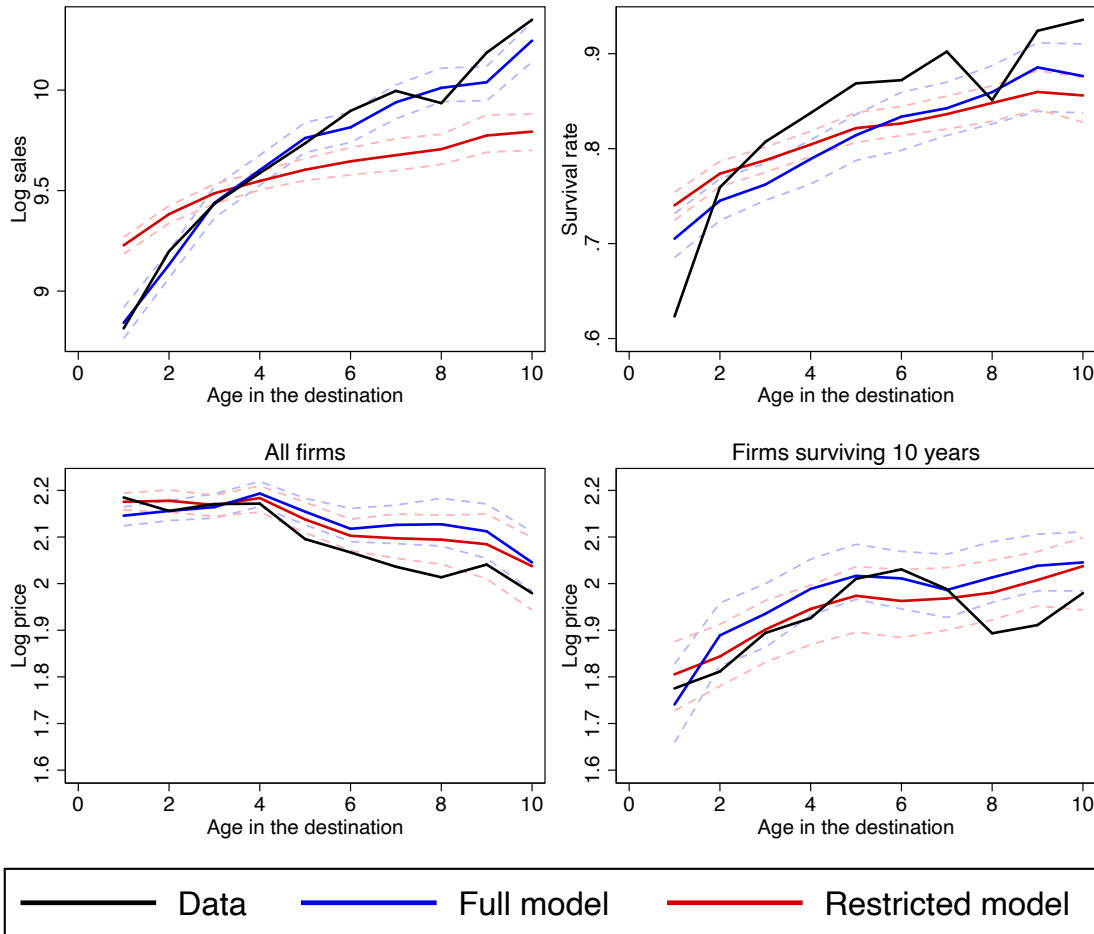 10
9.5
9
Log sales
0 2 4 6 8 10
Age in the destination
.9
.8
.7
.6
Survival rate
0 2 4 6 8 10
Age in the destination
All firms
2.2
2.1
2
1.9
1.8
1.7
1.6
Log price
0 2 4 6 8 10
Age in the destination
Firms surviving 10 years
2.2
2.1
2
1.9
1.8
1.7
1.6
Log price
0 2 4 6 8 10
Age in the destination
Data Full model Restricted model